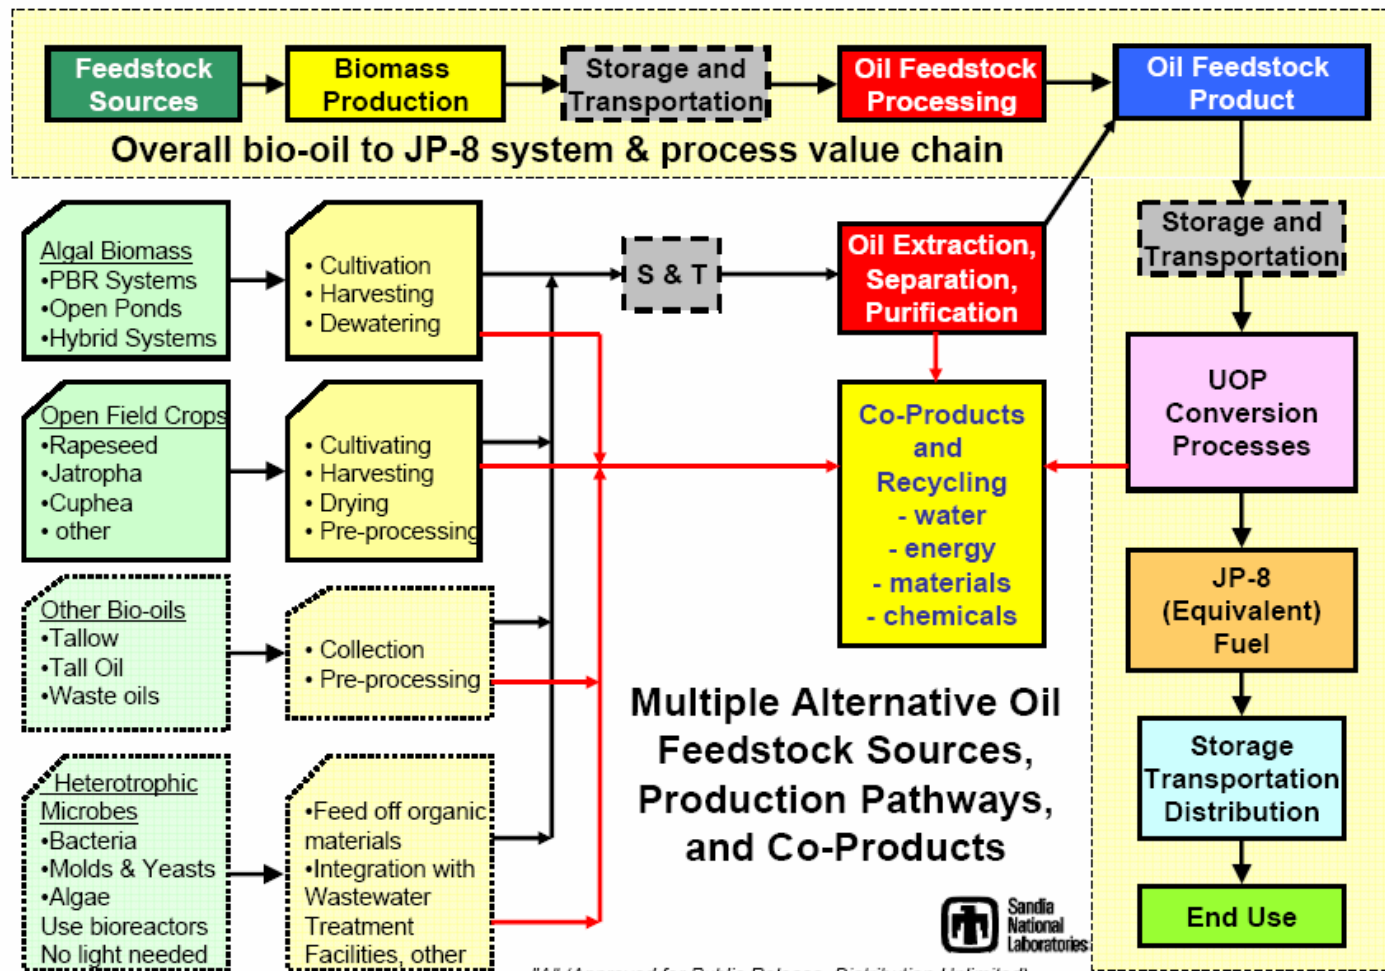 Feedstock
Sources
Biomass
Production
Storage and
Transportation
Oil Feedstock
Processing
Oil Feedstock
Product
Overall bio-oil to JP-8 system & process value chain
Algal Biomass
•PBR Systems
•Open Ponds
•Hybrid Systems
• Cultivation
• Harvesting
• Dewatering
S & T
Oil Extraction,
Separation,
Purification
Storage and
Transportation
Open Field Crops
•Rapeseed
•Jatropha
•Cuphea
• other
• Cultivating
• Harvesting
• Drying
• Pre-processing
Co-Products
and
Recycling
- water
- energy
- materials
- chemicals
UOP
Conversion
Processes
Other Bio-oils
•Tallow
•Tall Oil
•Waste oils
• Collection
• Pre-processing
JP-8
(Equivalent)
Fuel
Heterotrophic
Microbes
•Bacteria
•Molds & Yeasts
•Algae
Use bioreactors
No light needed
•Feed off organic
materials
•Integration with
Wastewater
Treatment
Facilities, other
Multiple Alternative Oil
Feedstock Sources,
Production Pathways,
and Co-Products
Storage
Transportation
Distribution
Sandia
National
Laboratories
End Use
"A" (Approved for Public Release, Distribution Unlimited)